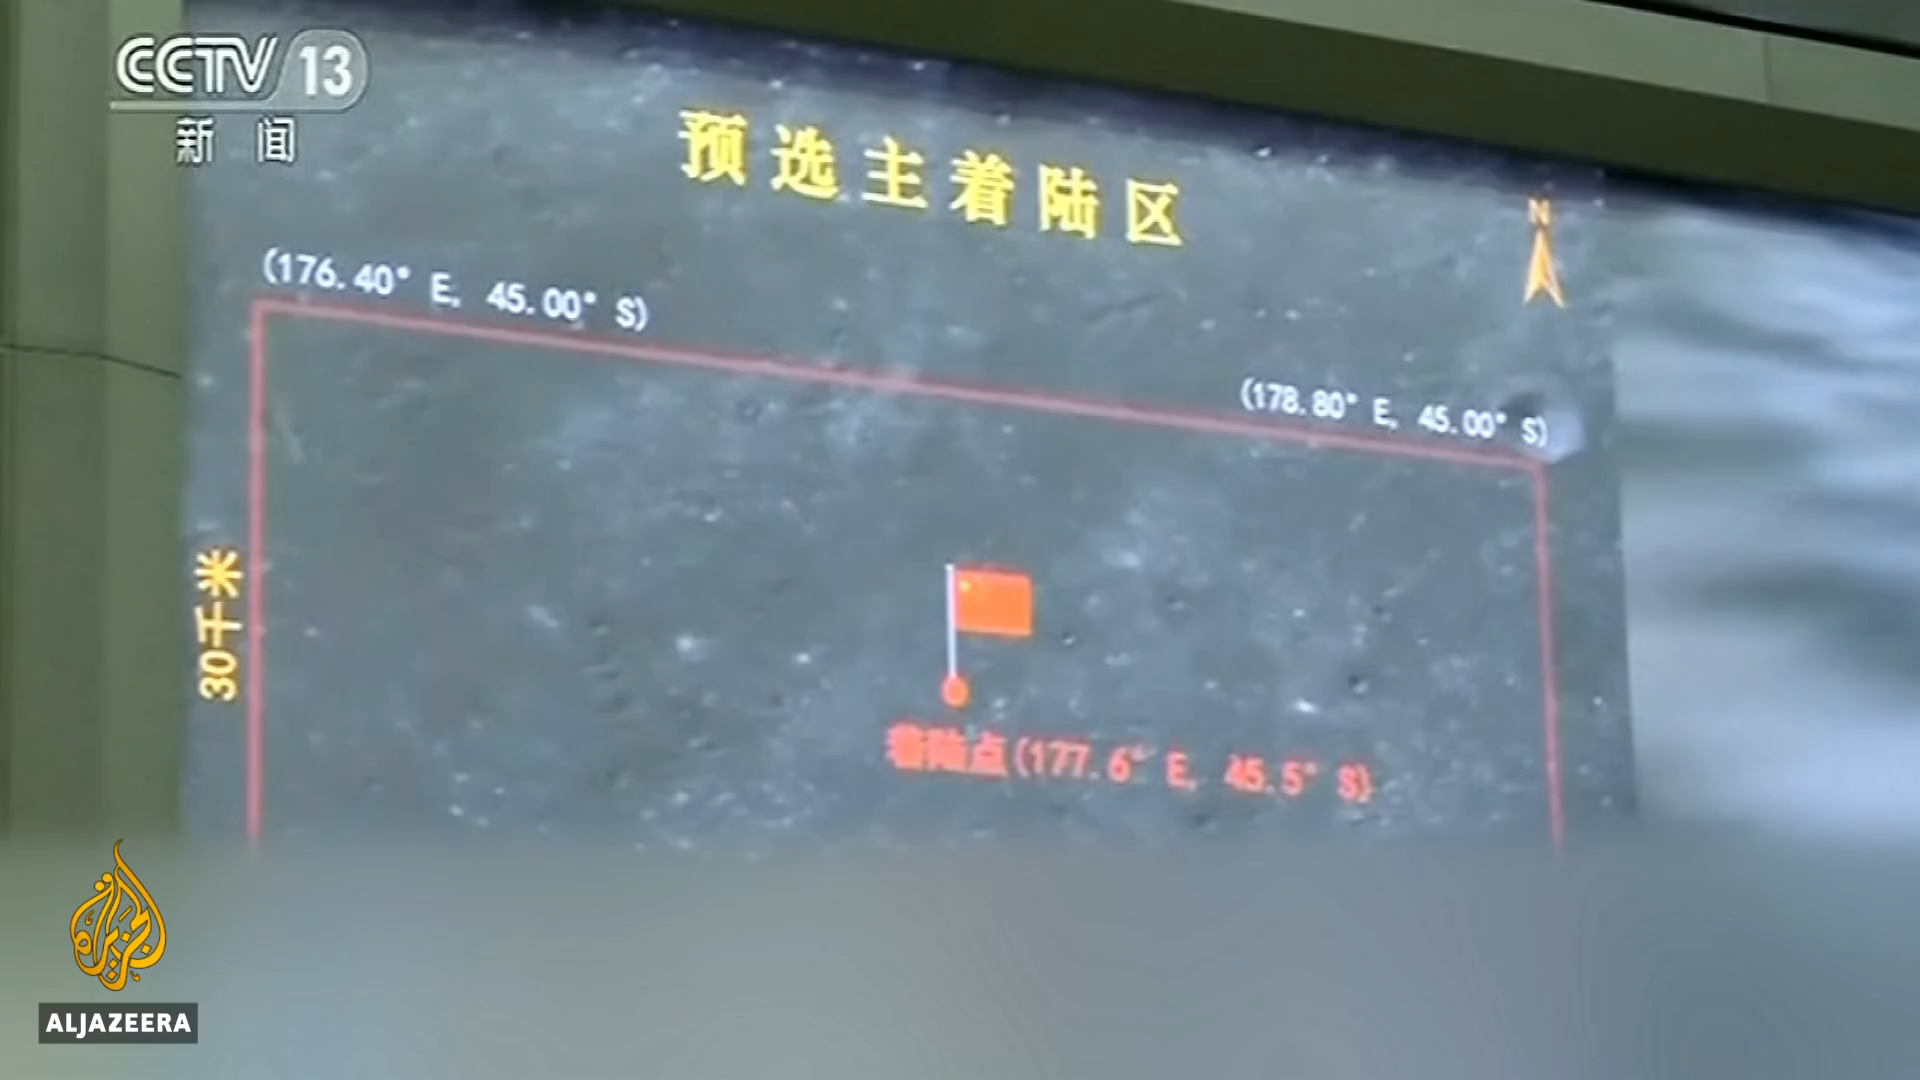 CCTV 13
新闻
预选主着陆区
N
(176.40° E, 45.00° S)
(178.80° E, 45.00° S)
30千米
着陆点(177.6° E, 45.5° S)
الجزيرة
ALJAZEERA